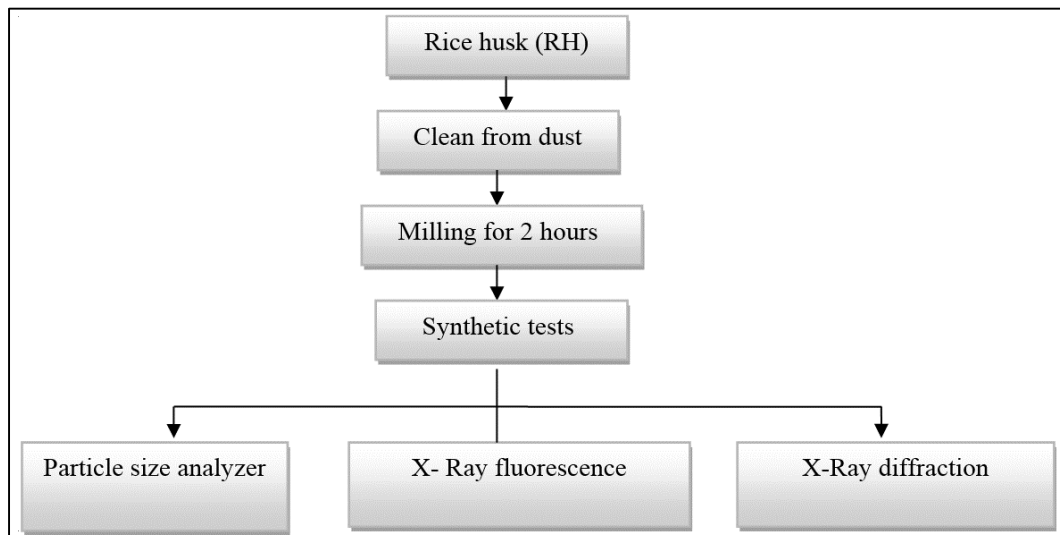 Rice husk (RH)
Clean from dust
Milling for 2 hours
Synthetic tests
Particle size analyzer
X- Ray fluorescence
X-Ray diffraction